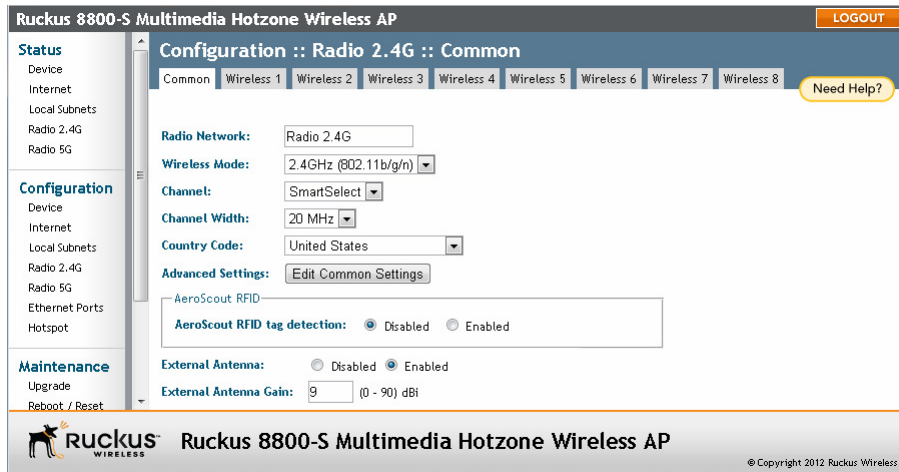 Ruckus 8800-S Multimedia Hotzone Wireless AP
LOGOUT
Status
Device
Internet
Local Subnets
Radio 2.4G
Radio 5G
Configuration
Device
Internet
Local Subnets
Radio 2.4G
Radio 5G
Ethernet Ports
Hotspot
Maintenance
Upgrade
Reboot / Reset
Configuration :: Radio 2.4G :: Common
Common Wireless 1 Wireless 2 Wireless 3 Wireless 4 Wireless 5 Wireless 6 Wireless 7 Wireless 8
Need Help?
Radio Network: Radio 2.4G
Wireless Mode: 2.4GHz (802.11b/g/n)
Channel: SmartSelect
Channel Width: 20 MHz
Country Code: United States
Advanced Settings: Edit Common Settings
AeroScout RFID
AeroScout RFID tag detection: Disabled Enabled
External Antenna: Disabled Enabled
External Antenna Gain: 9 (0 - 90) dBi
Ruckus
WIRELESS
Ruckus 8800-S Multimedia Hotzone Wireless AP
© Copyright 2012 Ruckus Wireless